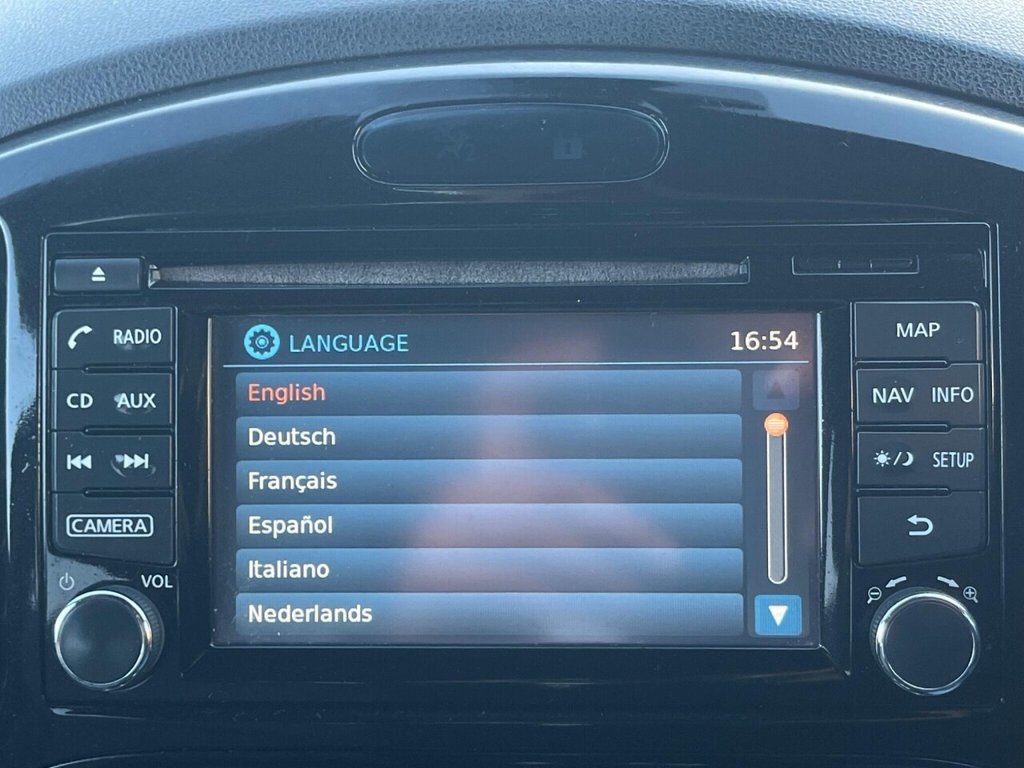 RADIO
CD AUX
CAMERA
VOL
LANGUAGE 16:54
English
Deutsch
Français
Español
Italiano
Nederlands
MAP
NAV INFO
SETUP